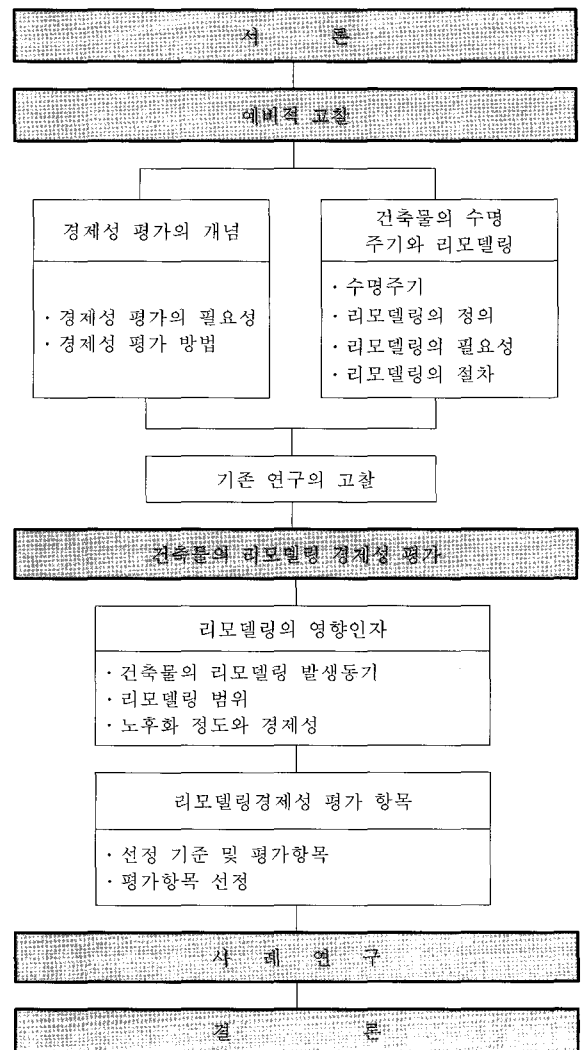 서 론
예비적 고찰
경제성 평가의 개념
· 경제성 평가의 필요성
· 경제성 평가 방법
건축물의 수명
주기와 리모델링
· 수명주기
· 리모델링의 정의
· 리모델링의 필요성
· 리모델링의 절차
기존 연구의 고찰
건축물의 리모델링 경제성 평가
리모델링의 영향인자
· 건축물의 리모델링 발생동기
· 리모델링 범위
· 노후화 정도와 경제성
리모델링경제성 평가 항목
· 선정 기준 및 평가항목
· 평가항목 선정
사 례 연 구
결 론